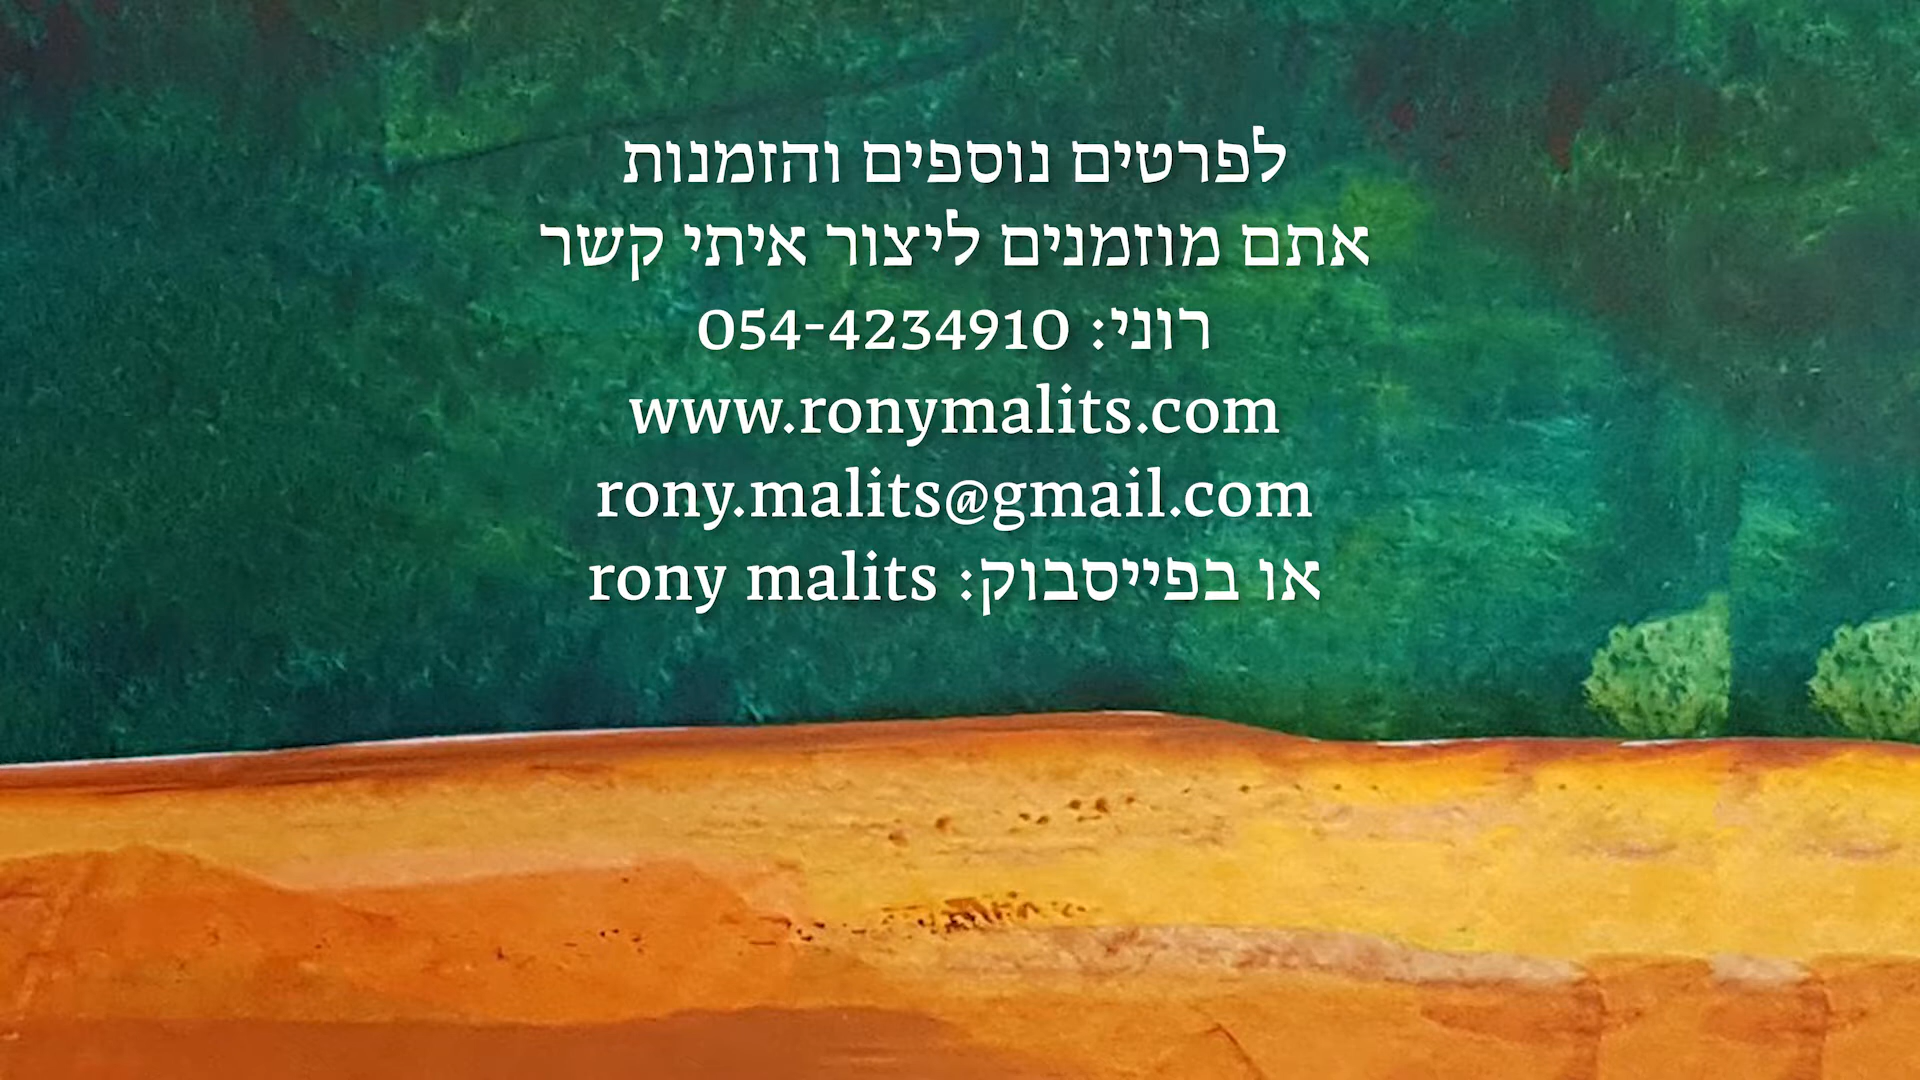 לפרטים נוספים והזמנות
אתם מוזמנים ליצור איתי קשר
רוני: 054-4234910
www.ronymalits.com
rony.malits@gmail.com
או בפייסבוק: rony malits